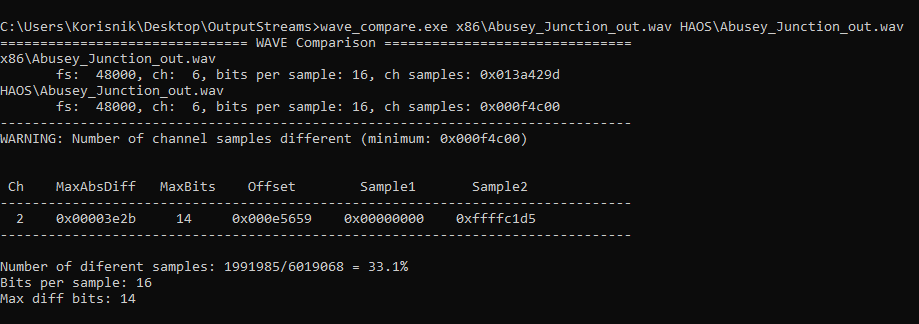 C:\Users\Korisnik\Desktop\OutputStreams>wave_compare.exe x86\Abusey_Junction_out.wav HAOS\Abusey_Junction_out.wav
=============================== WAVE Comparison ===============================
x86\Abusey_Junction_out.wav
       fs:  48000, ch:  6, bits per sample: 16, ch samples: 0x013a429d
HAOS\Abusey_Junction_out.wav
       fs:  48000, ch:  6, bits per sample: 16, ch samples: 0x000f4c00
-------------------------------------------------------------------------------
WARNING: Number of channel samples different (minimum: 0x000f4c00)
 Ch    MaxAbsDiff   MaxBits    Offset        Sample1       Sample2
-------------------------------------------------------------------------------
  2    0x00003e2b     14     0x000e5659    0x00000000    0xffffc1d5
-------------------------------------------------------------------------------
Number of diferent samples: 1991985/6019068 = 33.1%
Bits per sample: 16
Max diff bits: 14